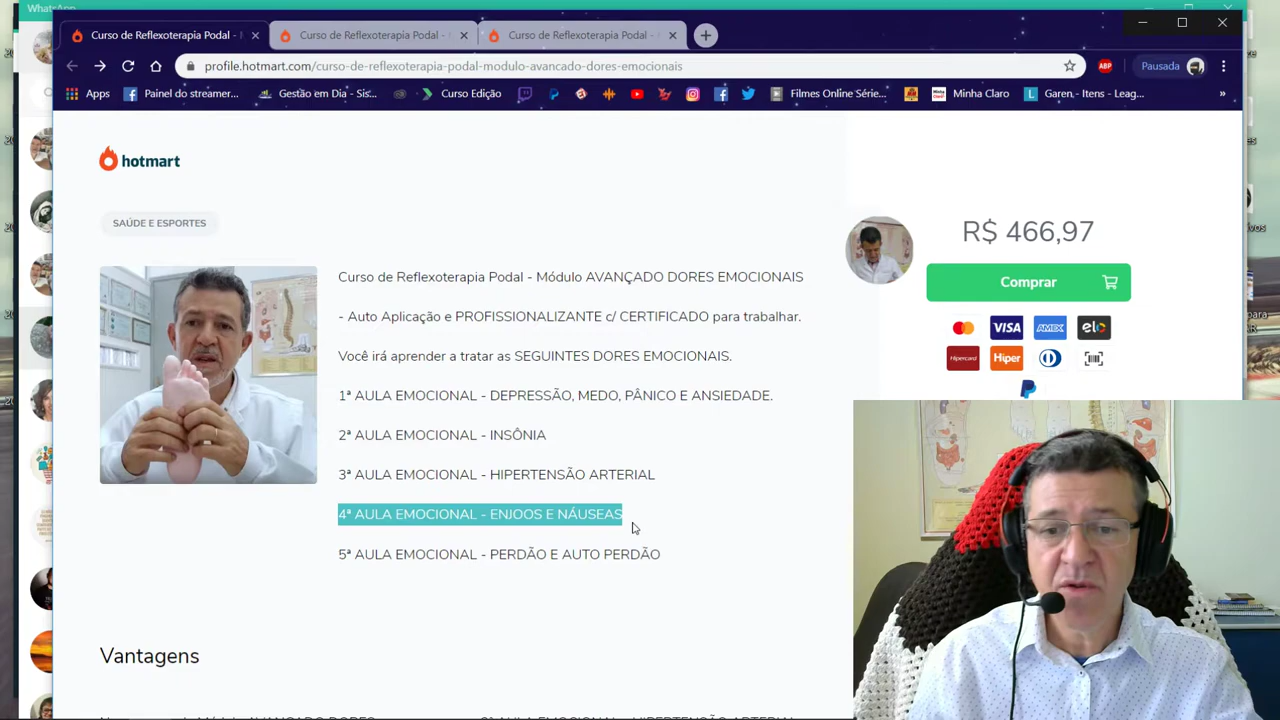 WhatsApp
Curso de Reflexoterapia Podal -
Curso de Reflexoterapia Podal -
Curso de Reflexoterapia Podal -
profile.hotmart.com/curso-de-reflexoterapia-podal-modulo-avancado-dores-emocionais
ABP
Pausada
Apps
Painel do streamer...
Gestão em Dia - Sis...
Curso Edição
Filmes Online Série...
Minha Claro
Garen - Itens - Leag...
»
hotmart
SAÚDE E ESPORTES
R$ 466,97
Comprar
VISA
AMEX
elo
Hipercard
Hiper
Curso de Reflexoterapia Podal - Módulo AVANÇADO DORES EMOCIONAIS
- Auto Aplicação e PROFISSIONALIZANTE c/ CERTIFICADO para trabalhar.
Você irá aprender a tratar as SEGUINTES DORES EMOCIONAIS.
1ª AULA EMOCIONAL - DEPRESSÃO, MEDO, PÂNICO E ANSIEDADE.
2ª AULA EMOCIONAL - INSÔNIA
3ª AULA EMOCIONAL - HIPERTENSÃO ARTERIAL
4ª AULA EMOCIONAL - ENJOOS E NÁUSEAS
5ª AULA EMOCIONAL - PERDÃO E AUTO PERDÃO
Vantagens